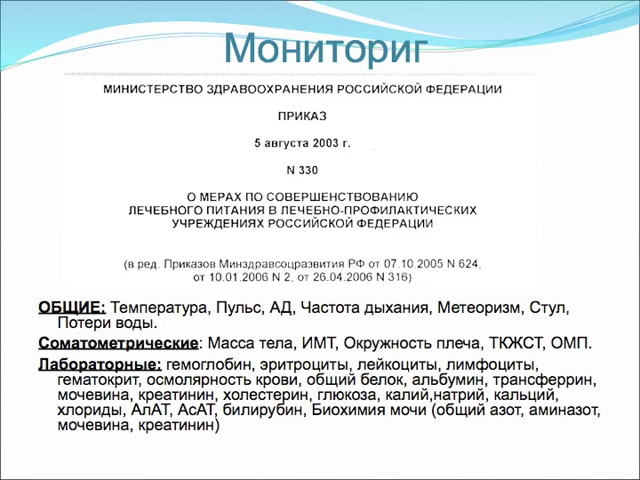 Мониториг
МИНИСТЕРСТВО ЗДРАВООХРАНЕНИЯ РОССИЙСКОЙ ФЕДЕРАЦИИ
ПРИКАЗ
5 августа 2003 г.
N 330
О МЕРАХ ПО СОВЕРШЕНСТВОВАНИЮ
ЛЕЧЕБНОГО ПИТАНИЯ В ЛЕЧЕБНО-ПРОФИЛАКТИЧЕСКИХ
УЧРЕЖДЕНИЯХ РОССИЙСКОЙ ФЕДЕРАЦИИ
(в ред. Приказов Минздравсоцразвития РФ от 07.10.2005 N 624,
от 10.01.2006 N 2, от 26.04.2006 N 316)
ОБЩИЕ: Температура, Пульс, АД, Частота дыхания, Метеоризм, Стул,
Потери воды.
Соматометрические: Масса тела, ИМТ, Окружность плеча, ТКЖСТ, ОМП.
Лабораторные: гемоглобин, эритроциты, лейкоциты, лимфоциты,
гематокрит, осмолярность крови, общий белок, альбумин, трансферрин,
мочевина, креатинин, холестерин, глюкоза, калий,натрий, кальций,
хлориды, АлАТ, АсАТ, билирубин, Биохимия мочи (общий азот, аминазот,
мочевина, креатинин)